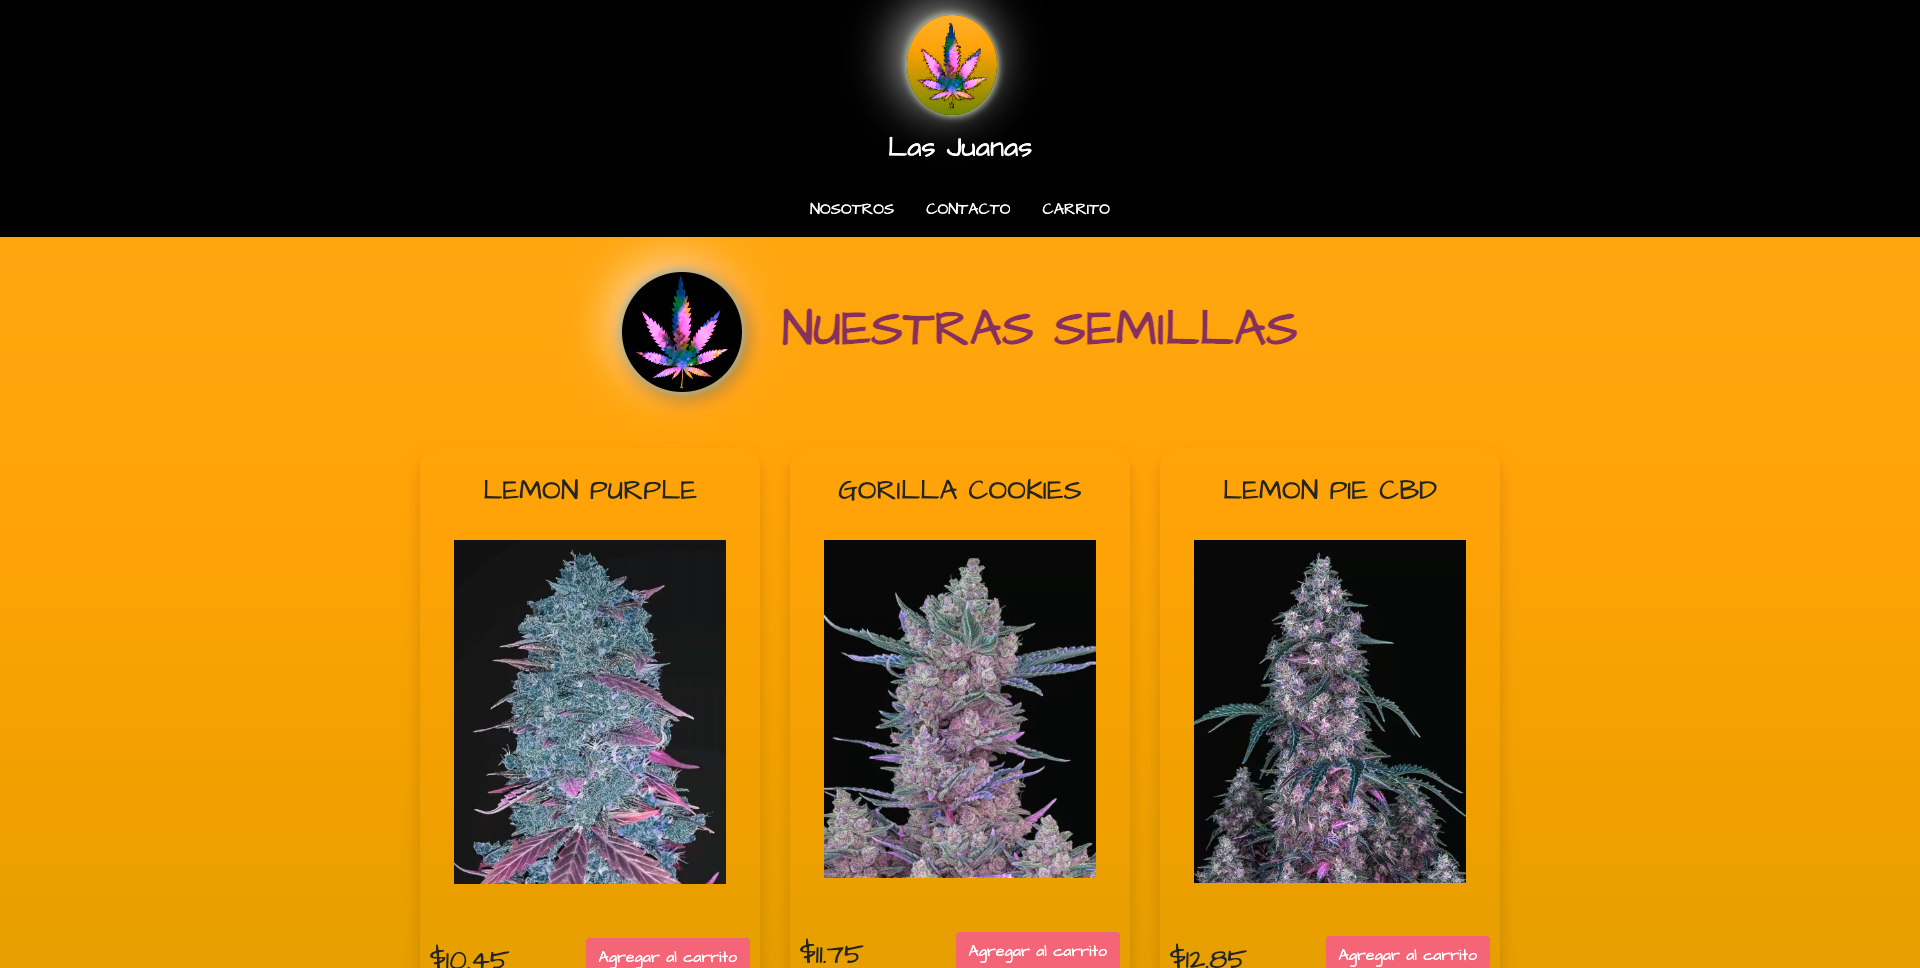 Las Juanas
NOSOTROS CONTACTO CARRITO
NUESTRAS SEMILLAS
LEMON PURPLE GORILLA COOKIES LEMON PIE CBD
$10.45 Agregar al carrito $11.75 Agregar al carrito $12.85 Agregar al carrito